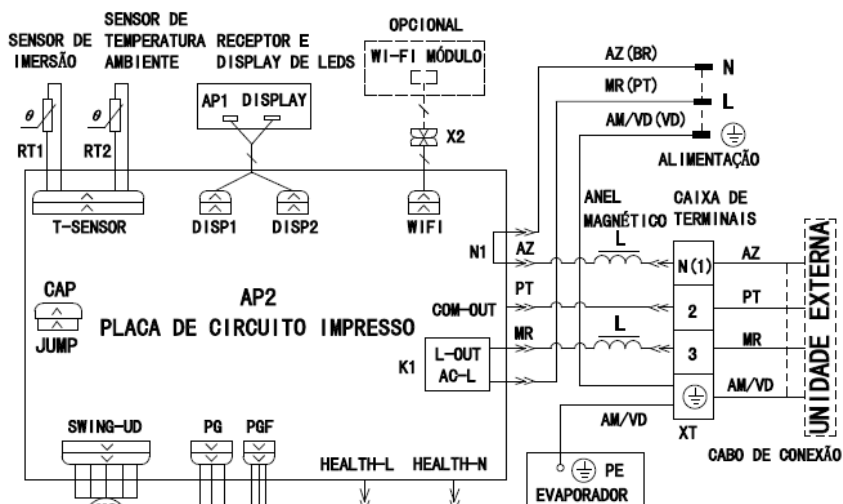 SENSOR DE IMERSÃO
SENSOR DE TEMPERATURA AMBIENTE
RECEPTOR E DISPLAY DE LEDS
OPCIONAL
WI-FI MÓDULO
AP1 DISPLAY
θ
RT1
θ
RT2
X2
AZ(BR)
N
MR(PT)
L
AM/VD(VD)
ALIMENTAÇÃO
T-SENSOR
DISP1
DISP2
WIFI
ANEL MAGNÉTICO
CAIXA DE TERMINAIS
N1
AZ
L
N(1)
AZ
CAP
JUMP
AP2
PLACA DE CIRCUITO IMPRESSO
COM-OUT
PT
2
PT
K1
L-OUT
AC-L
MR
L
3
MR
AM/VD
XT
AM/VD
UNIDADE EXTERNA
CABO DE CONEXÃO
SWING-UD
PG
PGF
HEALTH-L
HEALTH-N
PE
EVAPORADOR